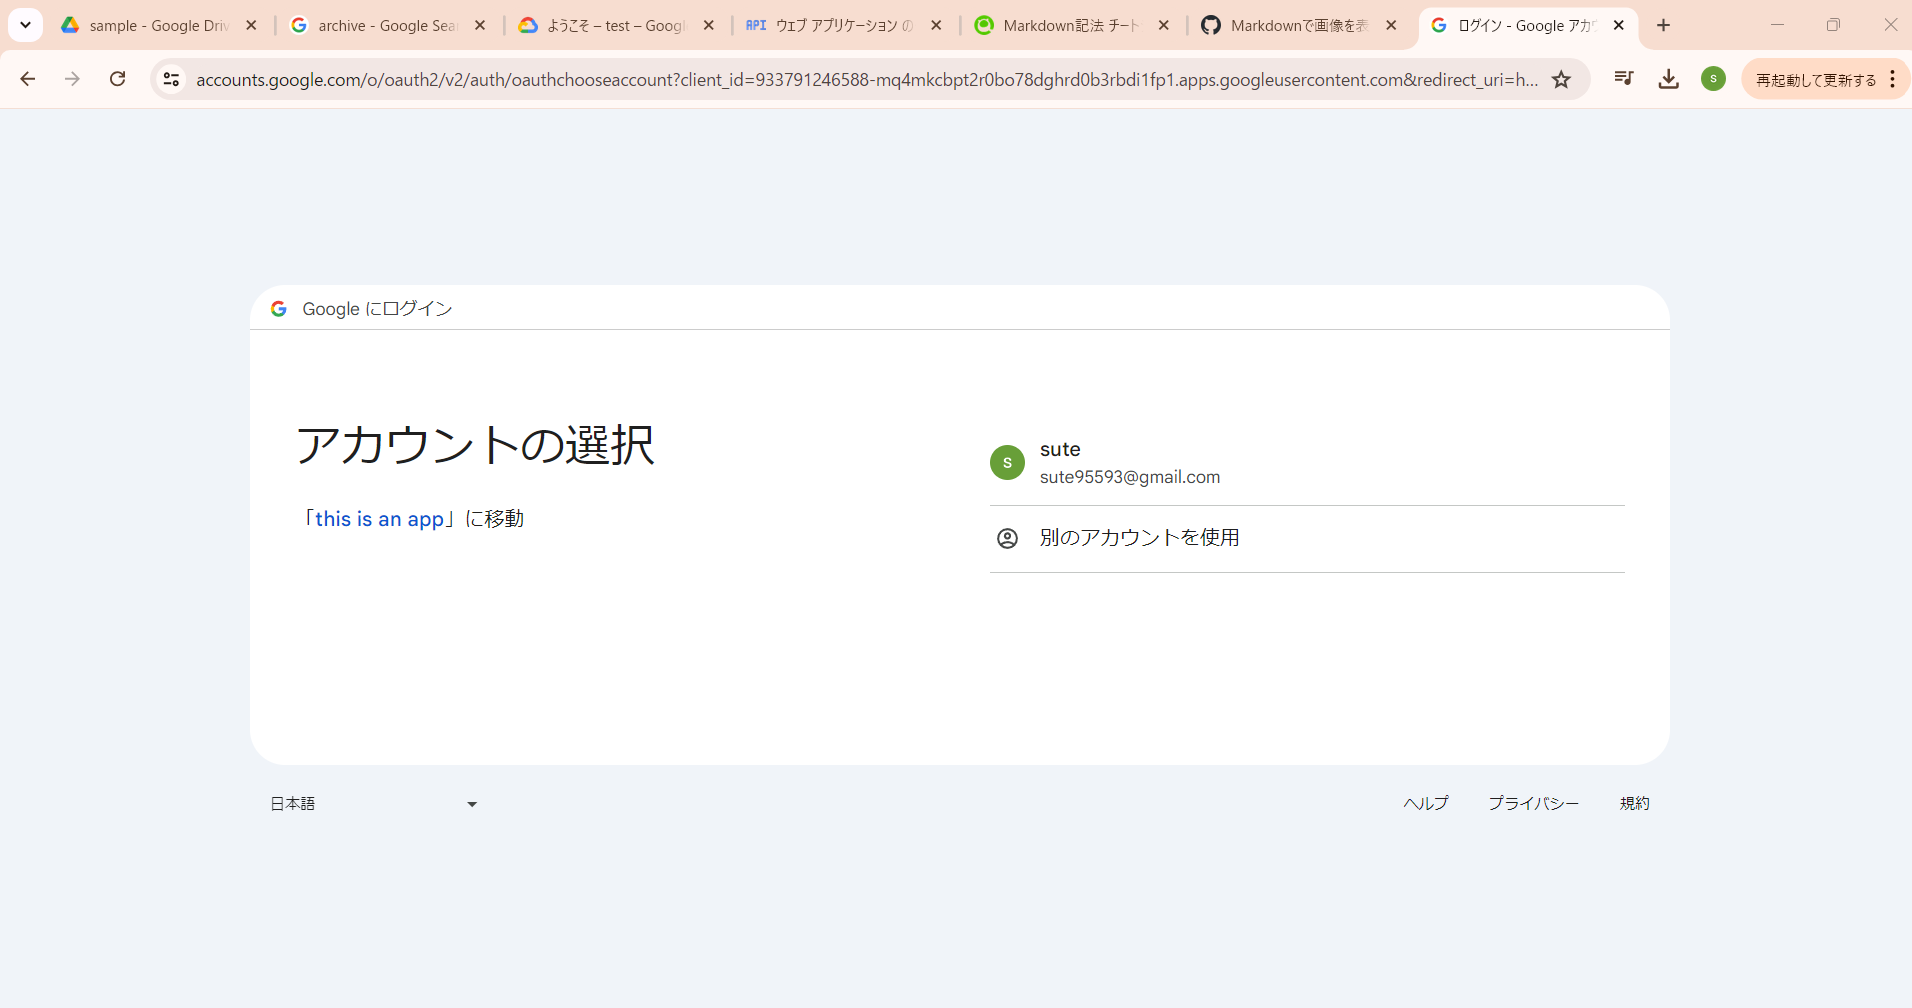 sample - Google Driv
archive - Google Sear
ようこそ – test – Google
API ウェブ アプリケーション の
Markdown記法 チート
Markdownで画像を表
ログイン - Google アカウ
accounts.google.com/o/oauth2/v2/auth/oauthchooseaccount?client_id=933791246588-mq4mkcbpt2r0bo78dghrd0b3rbdi1fp1.apps.googleusercontent.com&redirect_uri=h...
s
再起動して更新する
Google にログイン
アカウントの選択
「this is an app」に移動
s
sute
sute95593@gmail.com
別のアカウントを使用
日本語
ヘルプ
プライバシー
規約